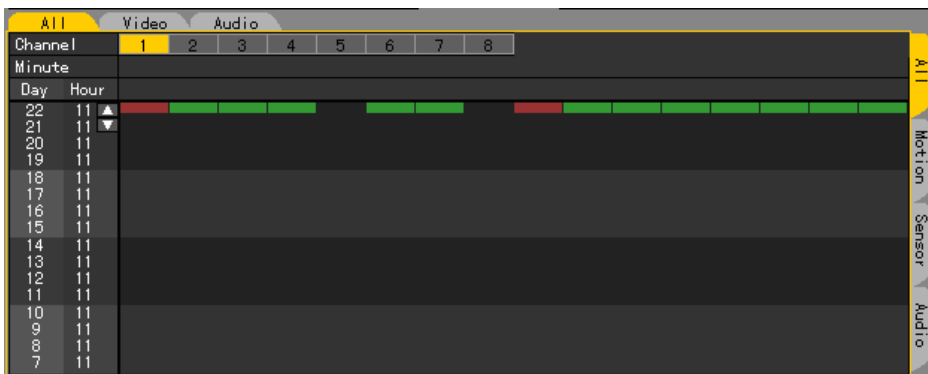 All Video Audio
Channel 1 2 3 4 5 6 7 8
Minute
Day Hour
22 11
21 11
20 11
19 11
18 11
17 11
16 11
15 11
14 11
13 11
12 11
11 11
10 11
9 11
8 11
7 11
All
Motion
Sensor
Audio